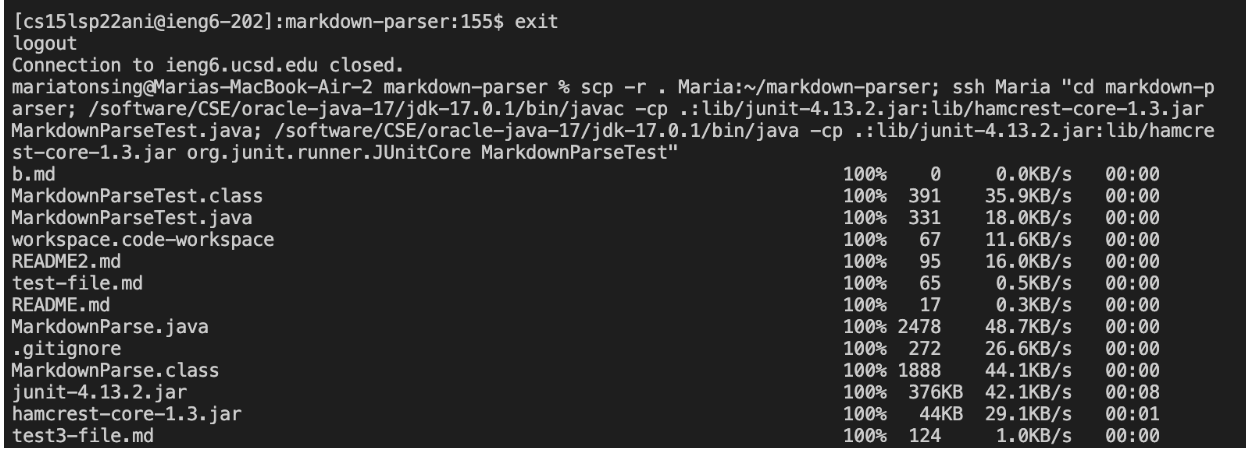 [cs15lsp22ani@ieng6-202]:markdown-parser:155$ exit
logout
Connection to ieng6.ucsd.edu closed.
mariatonsing@Marias-MacBook-Air-2 markdown-parser % scp -r . Maria:~/markdown-parser; ssh Maria "cd markdown-p
arser; /software/CSE/oracle-java-17/jdk-17.0.1/bin/javac -cp .:lib/junit-4.13.2.jar:lib/hamcrest-core-1.3.jar
MarkdownParseTest.java; /software/CSE/oracle-java-17/jdk-17.0.1/bin/java -cp .:lib/junit-4.13.2.jar:lib/hamcre
st-core-1.3.jar org.junit.runner.JUnitCore MarkdownParseTest"
b.md 100% 0 0.0KB/s 00:00
MarkdownParseTest.class 100% 391 35.9KB/s 00:00
MarkdownParseTest.java 100% 331 18.0KB/s 00:00
workspace.code-workspace 100% 67 11.6KB/s 00:00
README2.md 100% 95 16.0KB/s 00:00
test-file.md 100% 65 0.5KB/s 00:00
README.md 100% 17 0.3KB/s 00:00
MarkdownParse.java 100% 2478 48.7KB/s 00:00
.gitignore 100% 272 26.6KB/s 00:00
MarkdownParse.class 100% 1888 44.1KB/s 00:00
junit-4.13.2.jar 100% 376KB 42.1KB/s 00:08
hamcrest-core-1.3.jar 100% 44KB 29.1KB/s 00:01
test3-file.md 100% 124 1.0KB/s 00:00